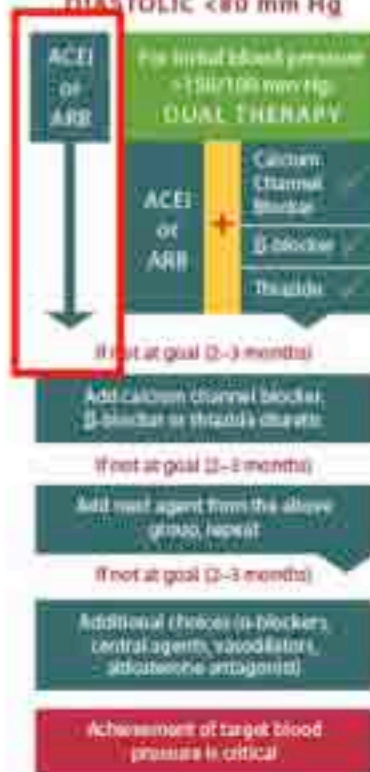 DIASTOLIC <80 mm Hg
ACEI
or
ARB
For initial blood pressure
>150/100 mm Hg:
DUAL THERAPY
ACEI
or
ARB
+
Calcium
Channel
Blocker ✓
β-blocker ✓
Thiazide ✓
If not at goal (2–3 months)
Add calcium channel blocker,
β-blocker or thiazide diuretic
If not at goal (2–3 months)
Add next agent from the above
group, repeat
If not at goal (2–3 months)
Additional choices (α-blockers,
central agents, vasodilators,
aldosterone antagonist)
Achievement of target blood
pressure is critical